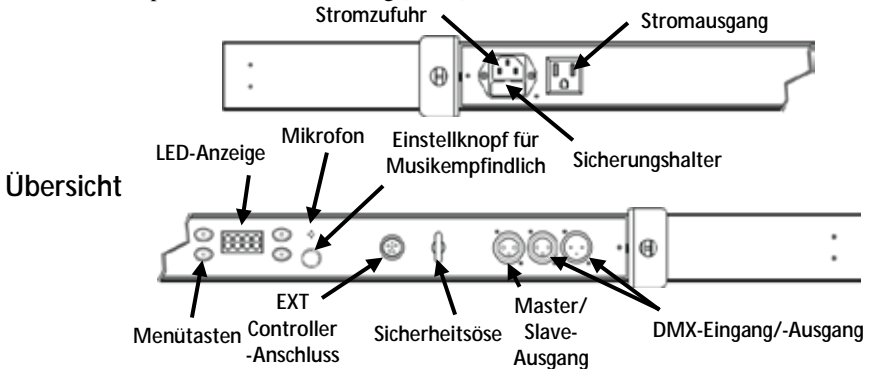 Stromzufuhr
Stromausgang
Sicherungshalter
Übersicht
LED-Anzeige
Mikrofon
Einstellknopf für
Musikempfindlich
Menütasten
EXT
Controller
-Anschluss
Sicherheitsöse
Master/
Slave-
Ausgang
DMX-Eingang/-Ausgang